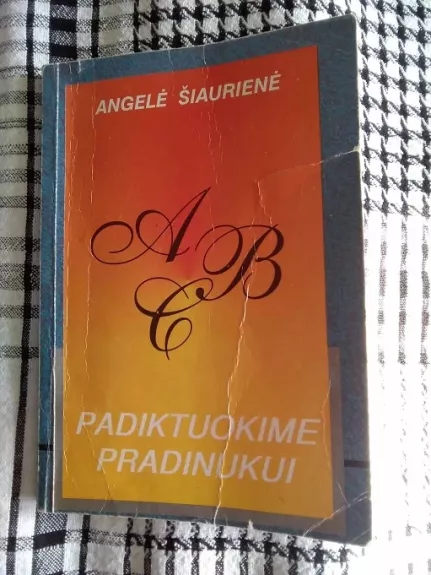 ANGELĖ ŠIAURIENĖ
A
B
C
PADIKTUOKIME
PRADINUKUI